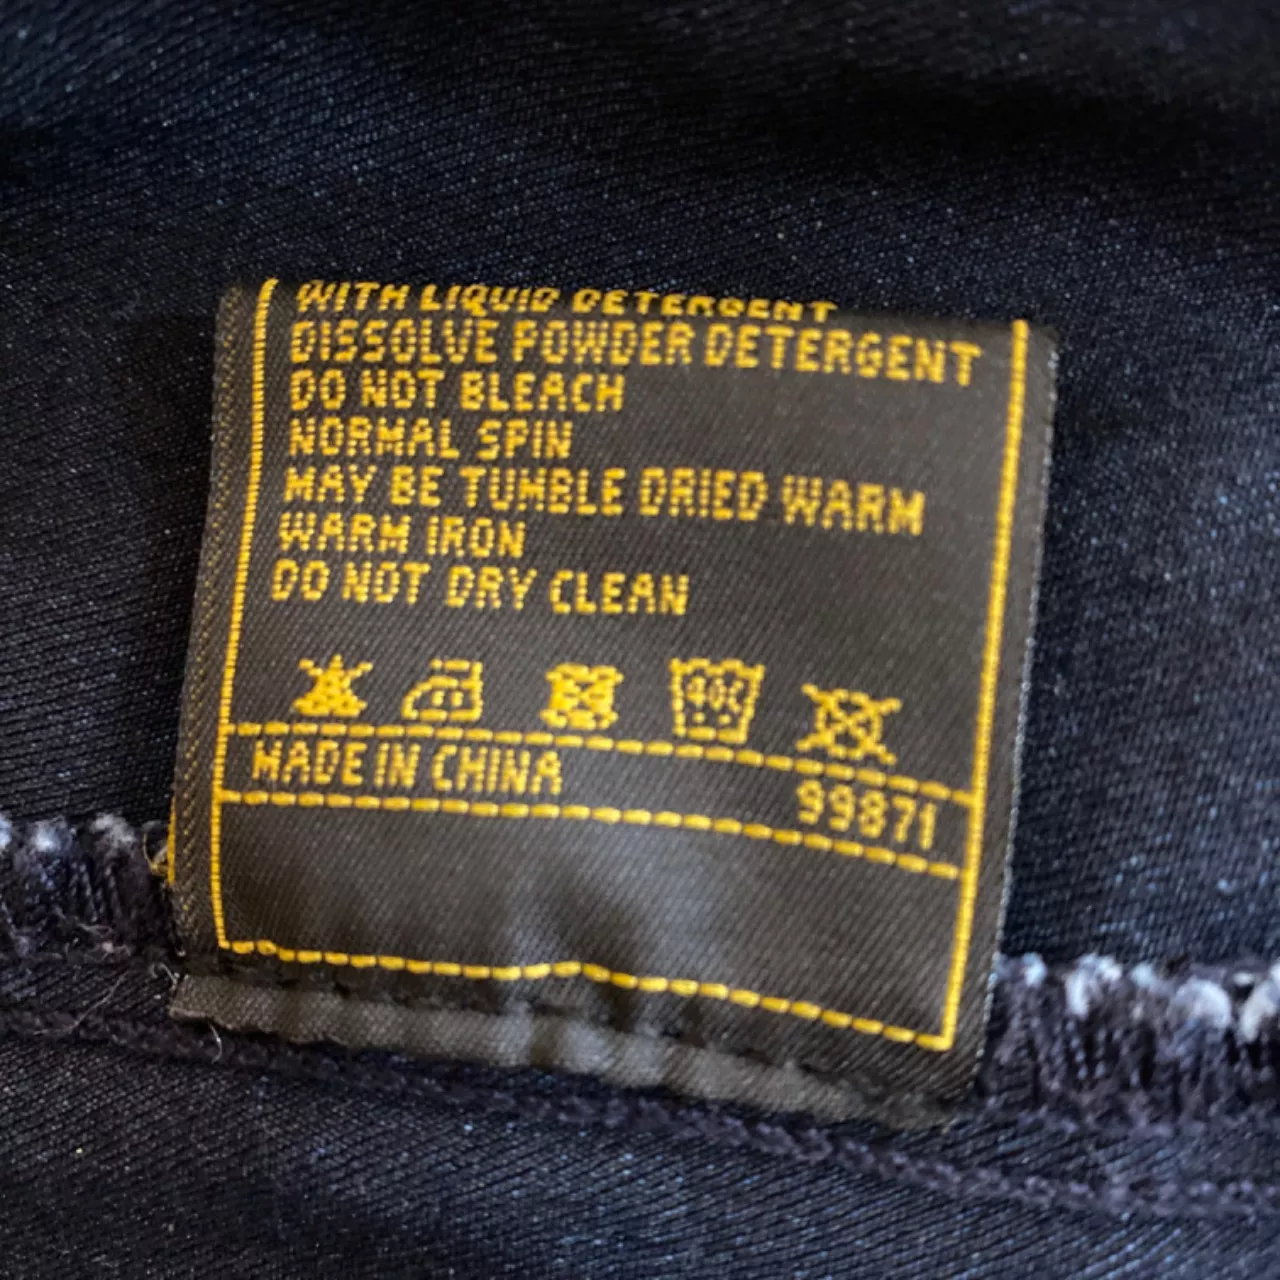 WITH LIQUID DETERGENT
DISSOLVE POWDER DETERGENT
DO NOT BLEACH
NORMAL SPIN
MAY BE TUMBLE DRIED WARM
WARM IRON
DO NOT DRY CLEAN
40C
MADE IN CHINA
99871